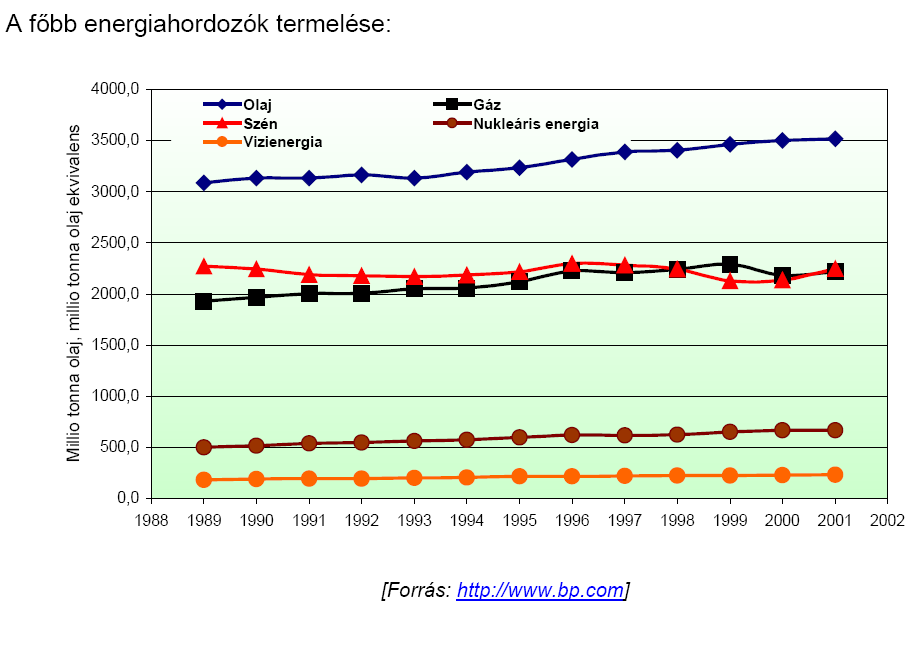 A főbb energiahordozók termelése:
Millio tonna olaj, millio tonna olaj ekvivalens
4000,0
3500,0
3000,0
2500,0
2000,0
1500,0
1000,0
500,0
0,0
Olaj Gáz
Szén Nukleáris energia
Vizienergia
1988 1989 1990 1991 1992 1993 1994 1995 1996 1997 1998 1999 2000 2001 2002
[Forrás: http://www.bp.com]